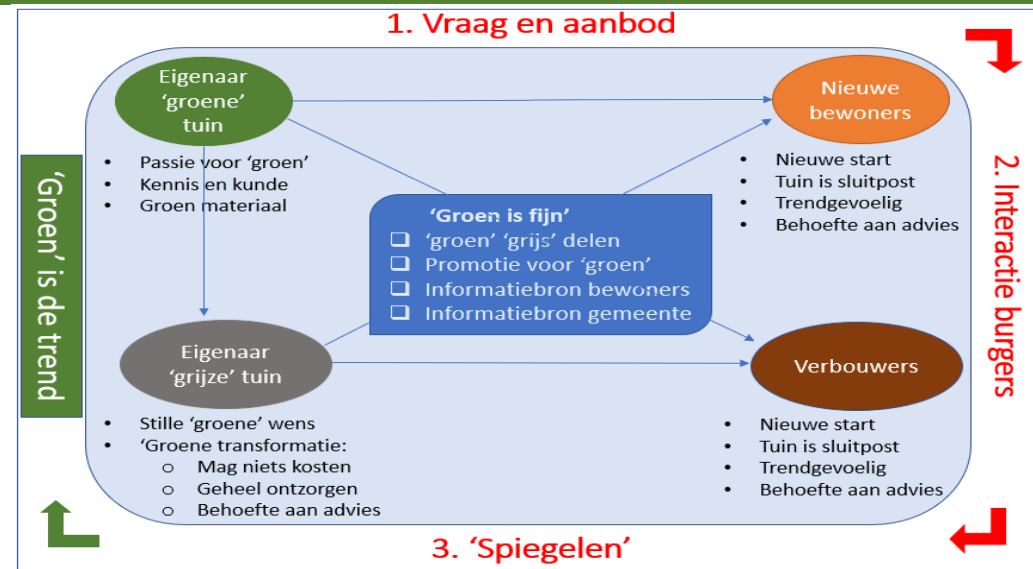 1. Vraag en aanbod
Eigenaar
'groene'
tuin
• Passie voor 'groen'
• Kennis en kunde
• Groen materiaal
Nieuwe
bewoners
• Nieuwe start
• Tuin is sluitpost
• Trendgevoelig
• Behoefte aan advies
'Groen is fijn'
❑ 'groen' 'grijs' delen
❑ Promotie voor 'groen'
❑ Informatiebron bewoners
❑ Informatiebron gemeente
Eigenaar
'grijze' tuin
• Stille 'groene' wens
• 'Groene transformatie:
o Mag niets kosten
o Geheel ontzorgen
o Behoefte aan advies
Verbouwers
• Nieuwe start
• Tuin is sluitpost
• Trendgevoelig
• Behoefte aan advies
2. Interactie burgers
3. 'Spiegelen'
'Groen' is de trend